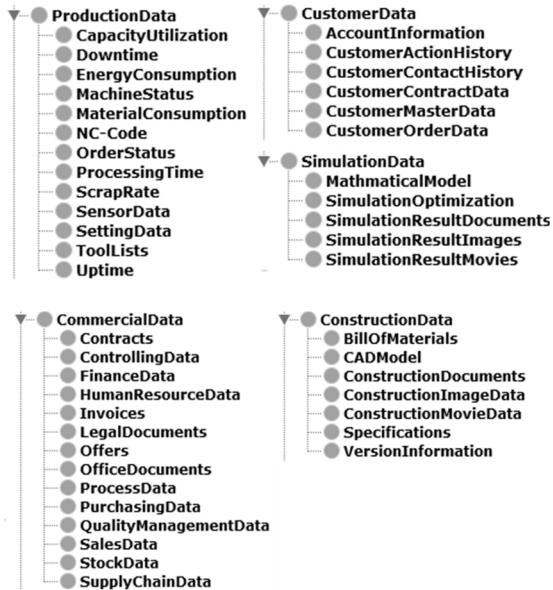 ProductionData
CapacityUtilization
Downtime
EnergyConsumption
MachineStatus
MaterialConsumption
NC-Code
OrderStatus
ProcessingTime
ScrapRate
SensorData
SettingData
ToolLists
Uptime
CustomerData
AccountInformation
CustomerActionHistory
CustomerContactHistory
CustomerContractData
CustomerMasterData
CustomerOrderData
SimulationData
MathmaticalModel
SimulationOptimization
SimulationResultDocuments
SimulationResultImages
SimulationResultMovies
CommercialData
Contracts
ControllingData
FinanceData
HumanResourceData
Invoices
LegalDocuments
Offers
OfficeDocuments
ProcessData
PurchasingData
QualityManagementData
SalesData
StockData
SupplyChainData
ConstructionData
BillOfMaterials
CADModel
ConstructionDocuments
ConstructionImageData
ConstructionMovieData
Specifications
VersionInformation